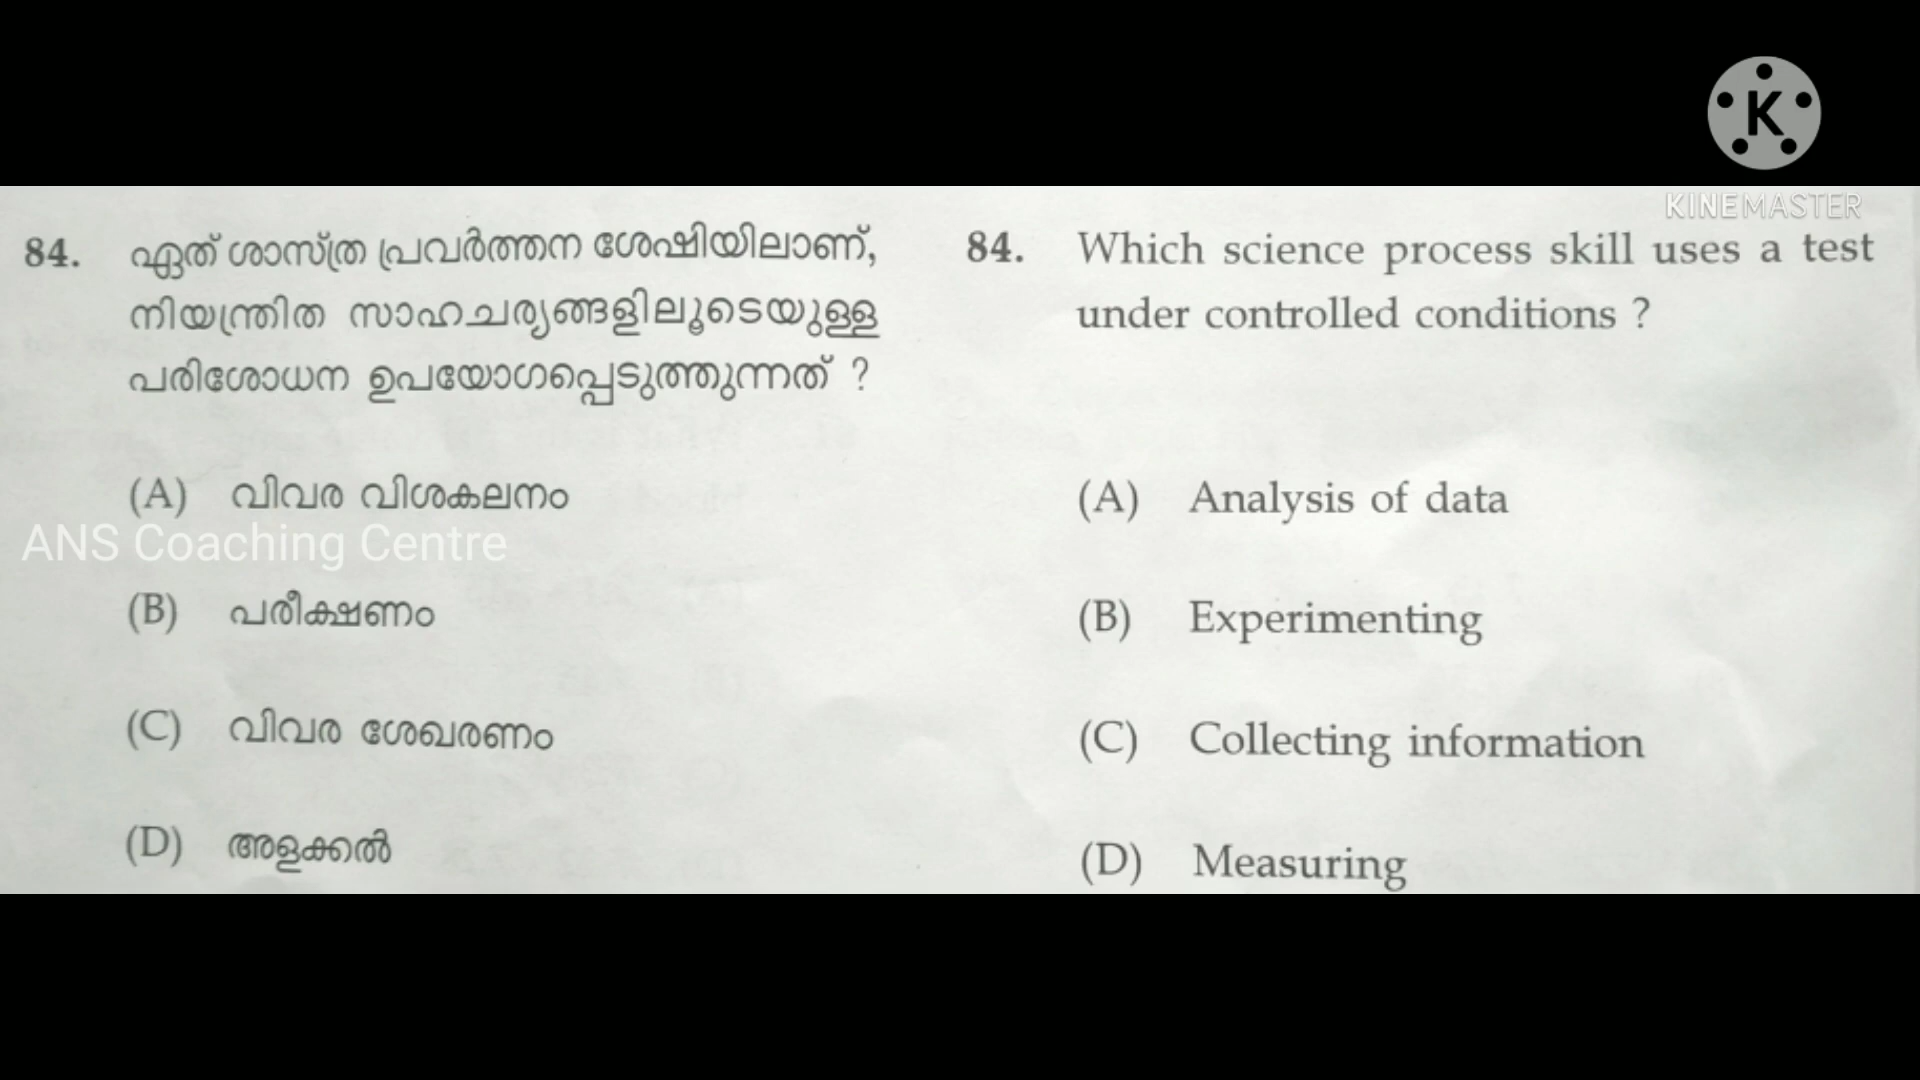 K
KINEMASTER
84. ഏത് ശാസ്ത്ര പ്രവർത്തന ശേഷിയിലാണ്,
നിയന്ത്രിത സാഹചര്യങ്ങളിലൂടെയുള്ള
പരിശോധന ഉപയോഗപ്പെടുത്തുന്നത് ?
(A) വിവര വിശകലനം
ANS Coaching Centre
(B) പരീക്ഷണം
(C) വിവര ശേഖരണം
(D) അളക്കൽ
84. Which science process skill uses a test
under controlled conditions ?
(A) Analysis of data
(B) Experimenting
(C) Collecting information
(D) Measuring